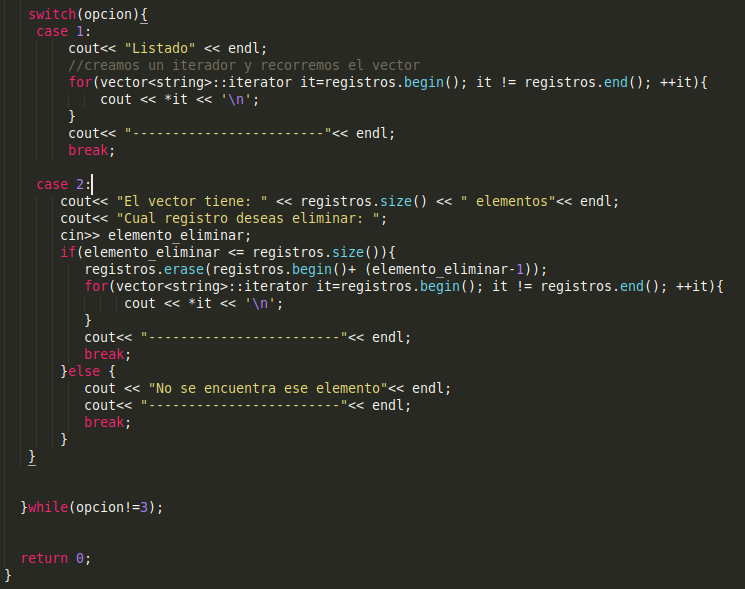 switch(opcion){
case 1:
cout<< "Listado" << endl;
//creamos un iterador y recorremos el vector
for(vector<string>::iterator it=registros.begin(); it != registros.end(); ++it){
cout << *it << '\n';
}
cout<< "------------------------"<< endl;
break;
case 2:
cout<< "El vector tiene: " << registros.size() << " elementos"<< endl;
cout<< "Cual registro deseas eliminar: ";
cin>> elemento_eliminar;
if(elemento_eliminar <= registros.size()){
registros.erase(registros.begin()+ (elemento_eliminar-1));
for(vector<string>::iterator it=registros.begin(); it != registros.end(); ++it){
cout << *it << '\n';
}
cout<< "------------------------"<< endl;
break;
}else {
cout << "No se encuentra ese elemento"<< endl;
cout<< "------------------------"<< endl;
break;
}
}
}while(opcion!=3);
return 0;
}